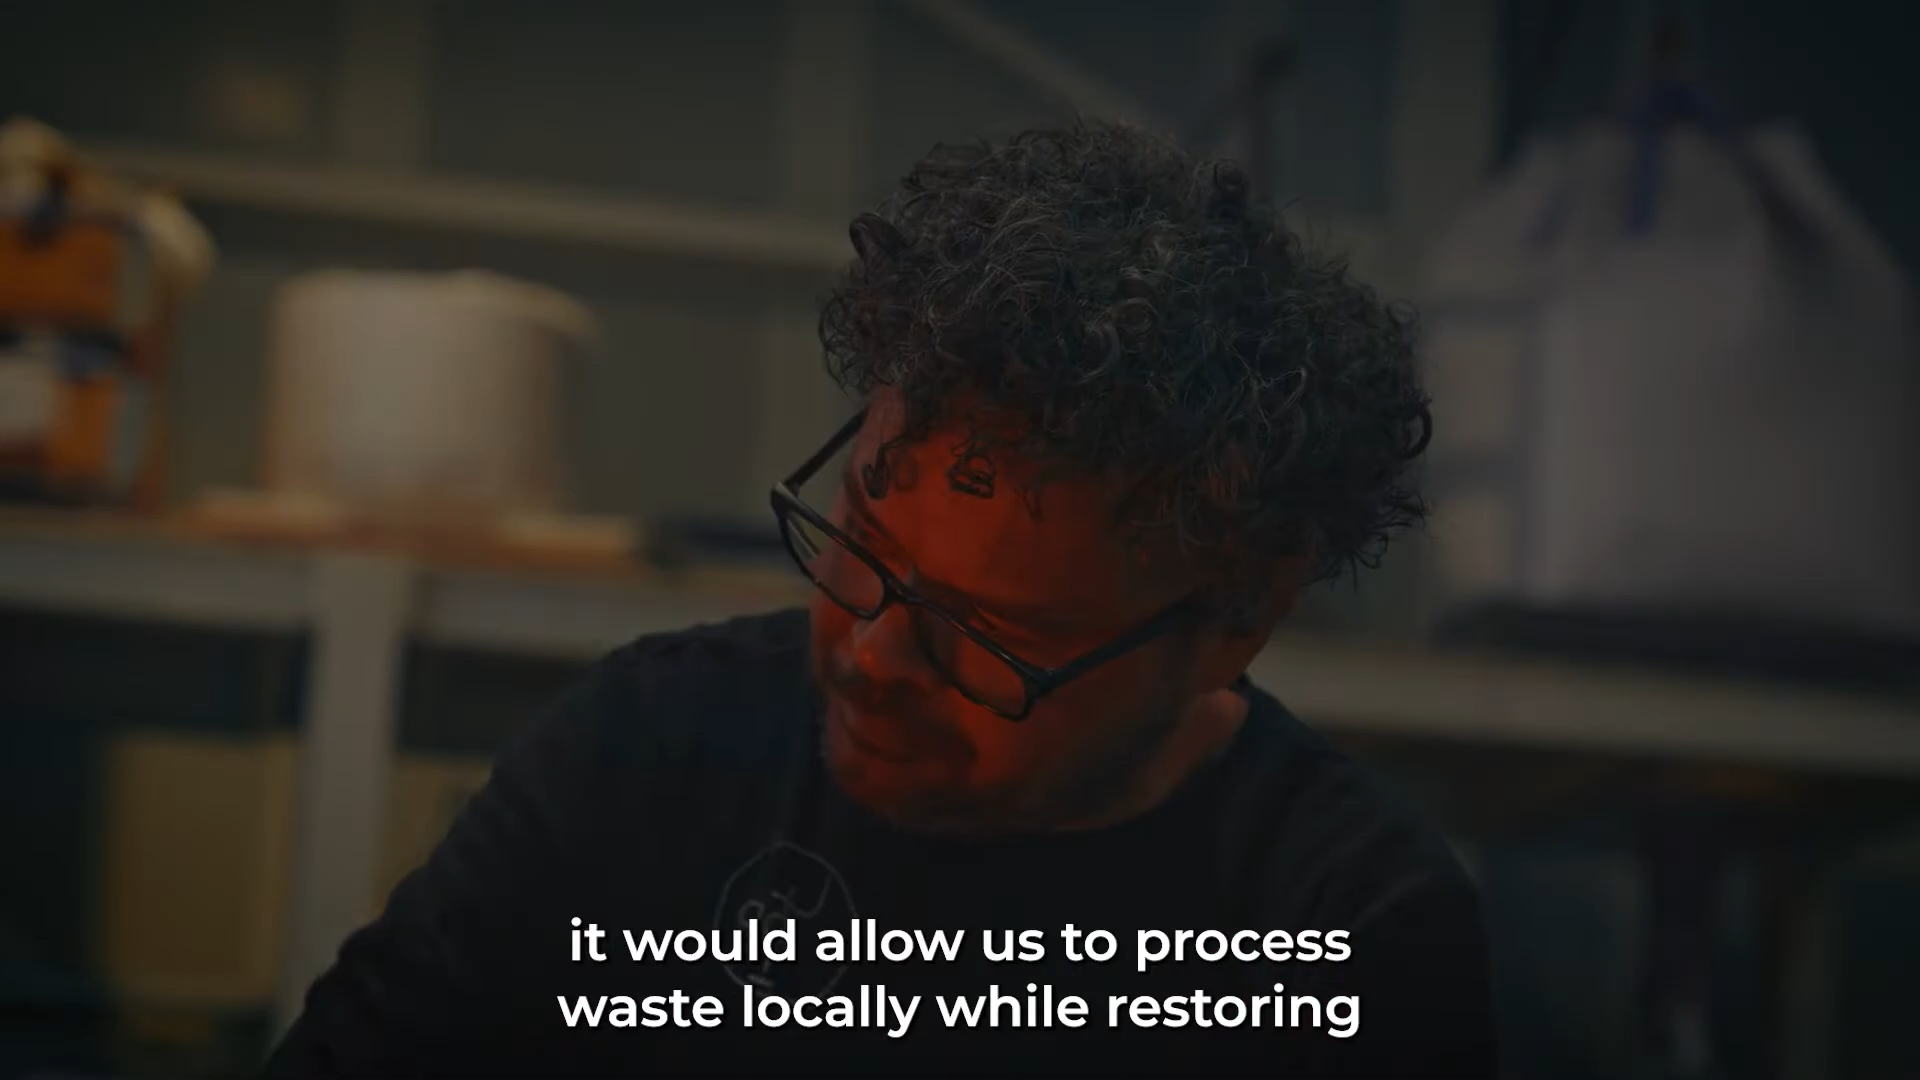 it would allow us to process
waste locally while restoring